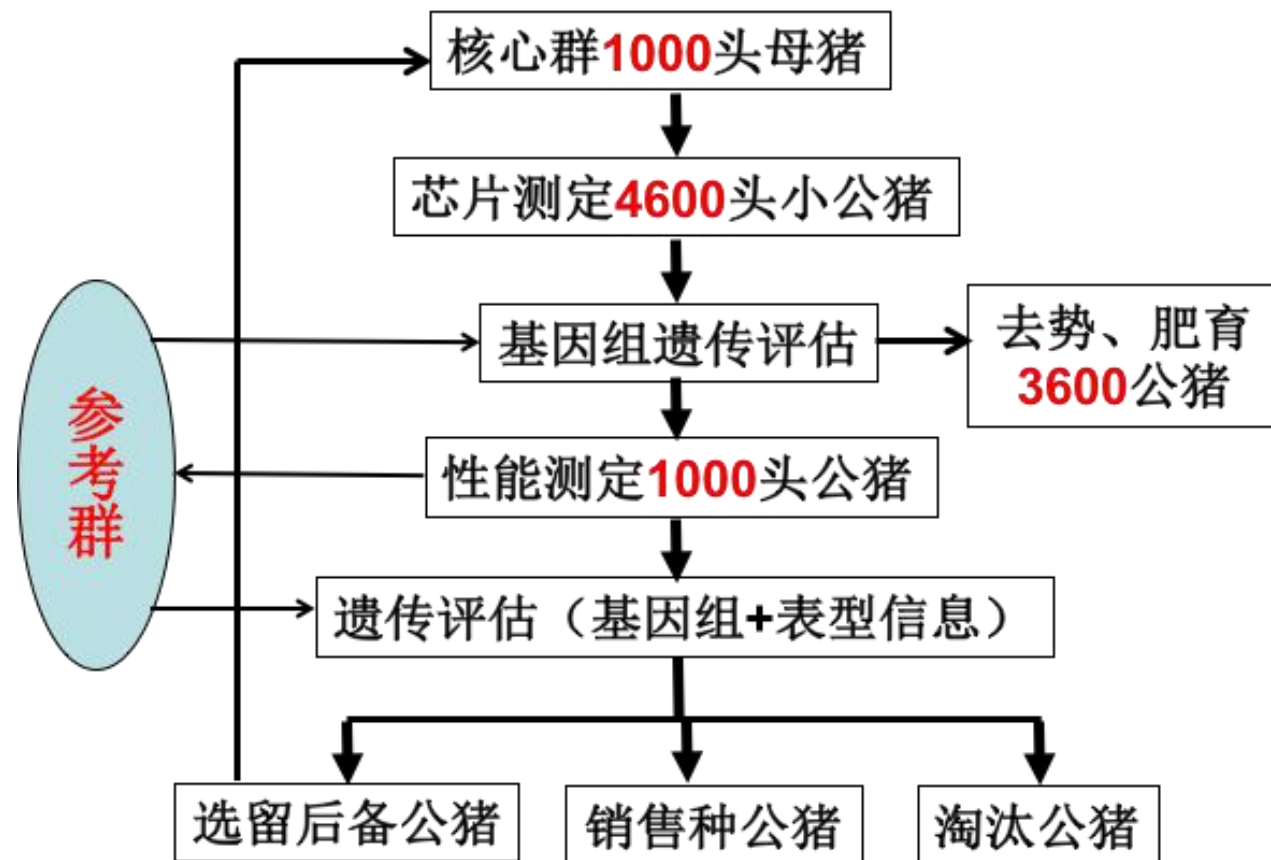 核心群1000头母猪
芯片测定4600头小公猪
基因组遗传评估
去势、肥育
3600公猪
参考群
性能测定1000头公猪
遗传评估（基因组+表型信息）
选留后备公猪
销售种公猪
淘汰公猪